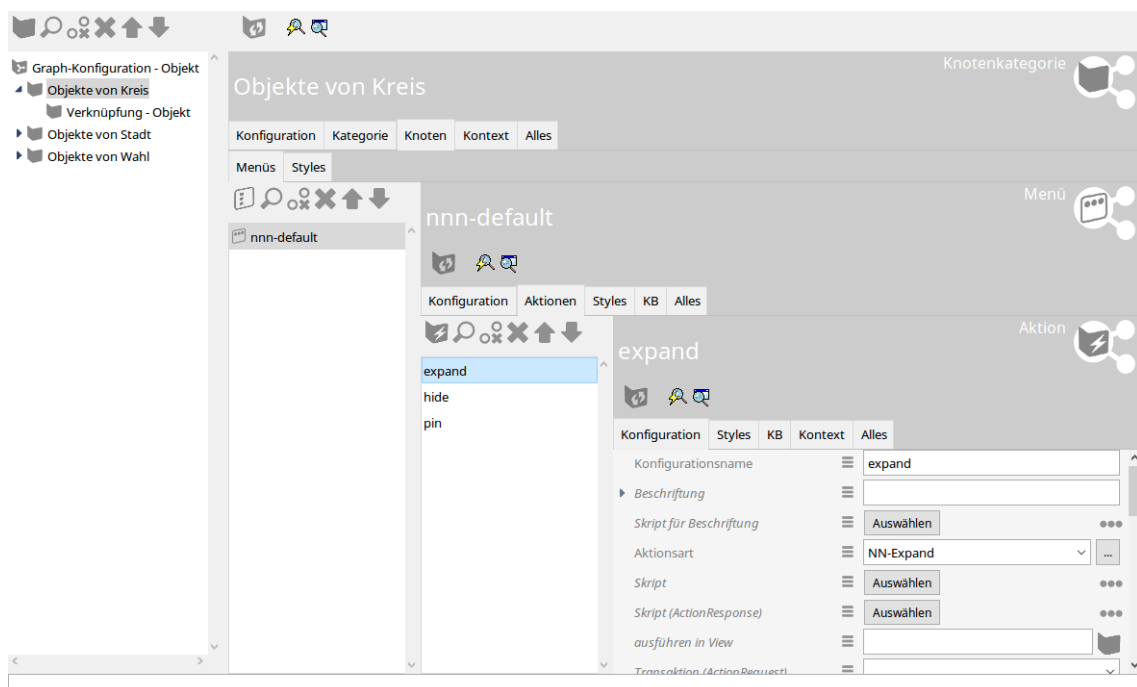 Graph-Konfiguration - Objekt
Objekte von Kreis
Verknüpfung - Objekt
Objekte von Stadt
Objekte von Wahl
Knotenkategorie
Objekte von Kreis
Konfiguration Kategorie Knoten Kontext Alles
Menüs Styles
nnn-default
Menü
nnn-default
Konfiguration Aktionen Styles KB Alles
expand
hide
pin
Aktion
expand
Konfiguration Styles KB Kontext Alles
Konfigurationsname expand
Beschriftung
Skript für Beschriftung Auswählen
Aktionsart NN-Expand ...
Skript Auswählen
Skript (ActionResponse) Auswählen
ausführen in View
Transaktion (ActionRequest)